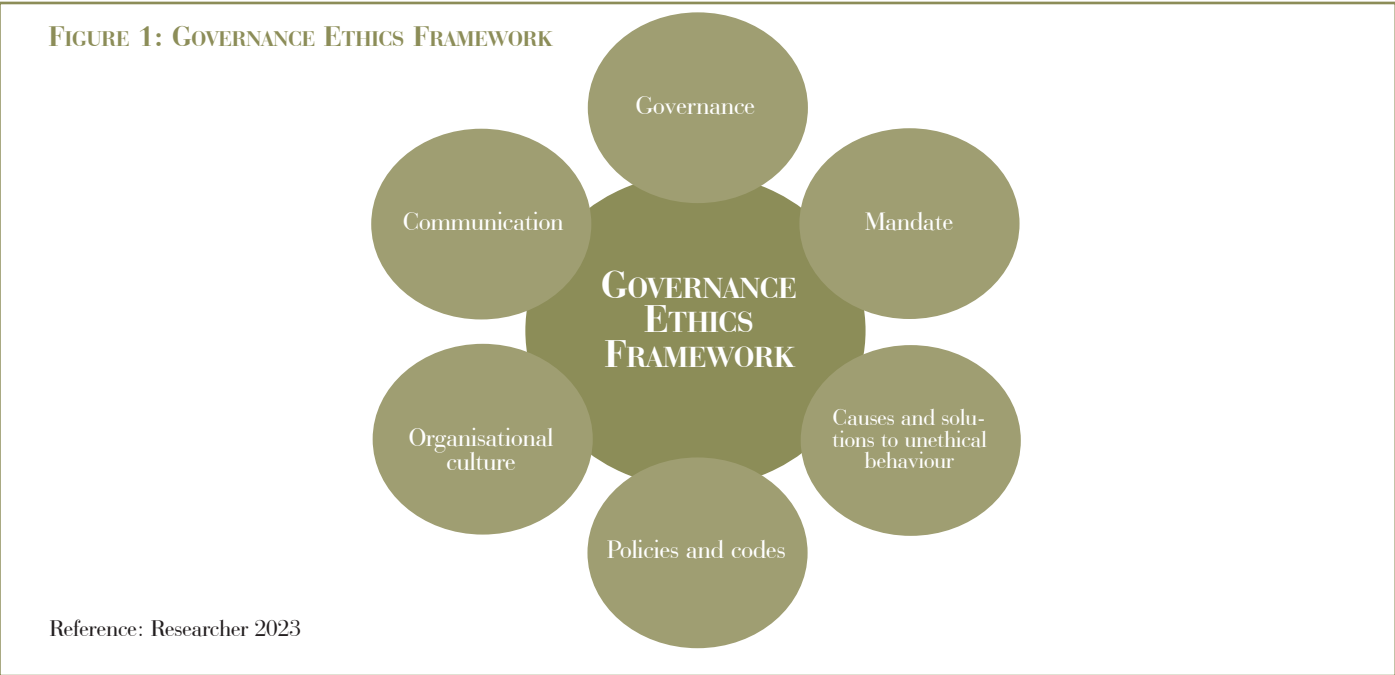 FIGURE 1: GOVERNANCE ETHICS FRAMEWORK
Governance
Communication
Mandate
GOVERNANCE
ETHICS
FRAMEWORK
Organisational
culture
Causes and solu-
tions to unethical
behaviour
Policies and codes
Reference: Researcher 2023